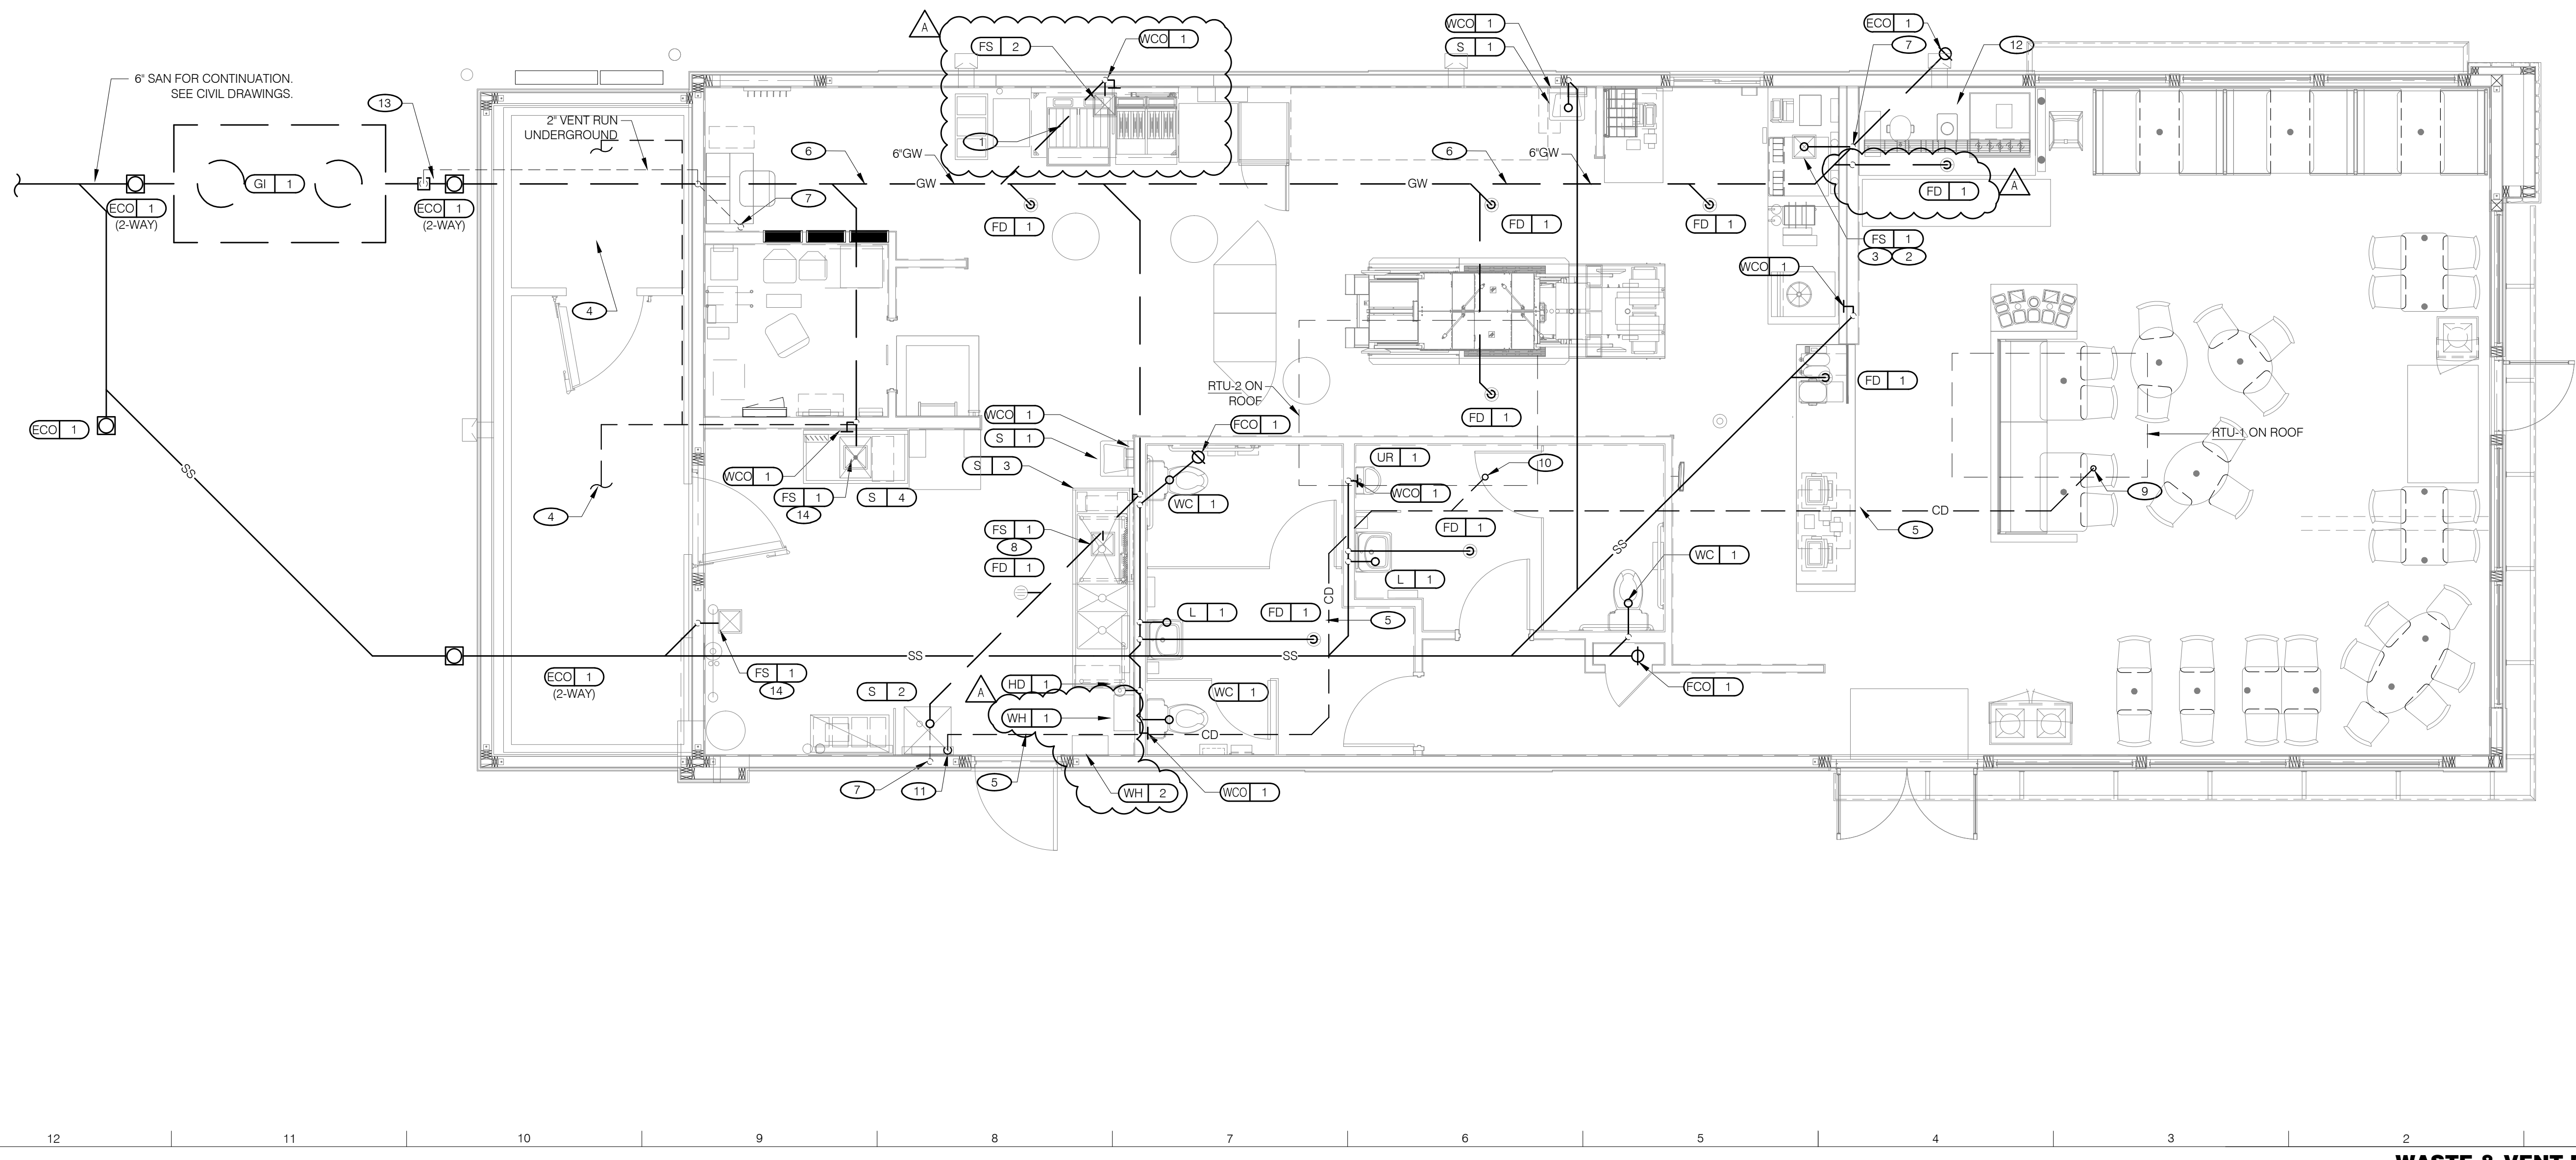 A
FS 2
WCO 1
WCO 1
S 1
ECO 1
7
12
6" SAN FOR CONTINUATION.
SEE CIVIL DRAWINGS.
13
2" VENT RUN
UNDERGROUND
1
6
6"GW
6
6"GW
GI 1
GW
GW
FD 1
A
ECO 1
(2-WAY)
ECO 1
(2-WAY)
7
FD 1
FD 1
FD 1
FS 1
3
2
WCO 1
4
RTU-2 ON
ROOF
FD 1
WCO 1
FCO 1
FD 1
ECO 1
S 1
RTU-1 ON ROOF
SS
S 3
UR 1
10
WCO 1
FS 1
14
S 4
WC 1
WCO 1
9
4
CD
FS 1
8
FD 1
5
SS
WC 1
FD 1
L 1
CD
L 1
FD 1
5
SS
SS
FS 1
14
ECO 1
(2-WAY)
S 2
A
HD 1
WC 1
FCO 1
WH 1
CD
7
11
5
WH 2
WCO 1
12
11
10
9
8
7
6
5
4
3
2
WASTE & VENT